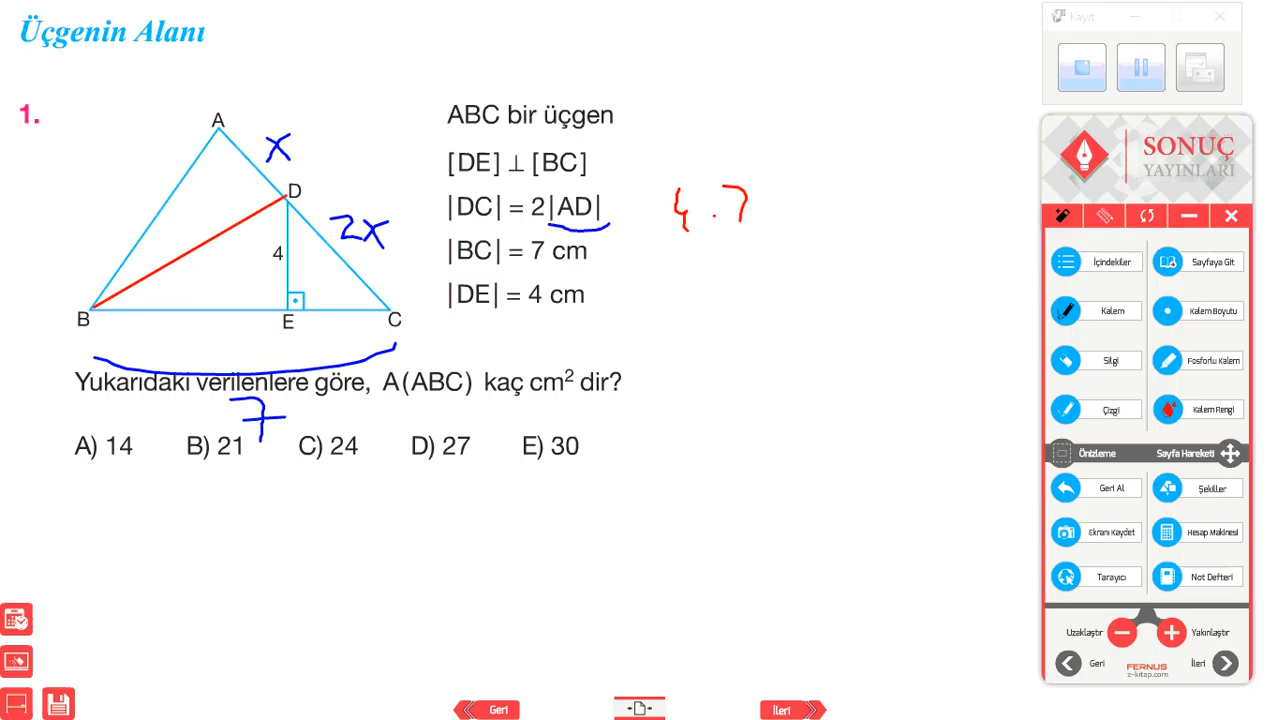 Üçgenin Alanı
Kayıt
1.
A
x
D
2x
4
B
E
C
7
ABC bir üçgen
[DE] ⊥ [BC]
|DC| = 2|AD|
|BC| = 7 cm
|DE| = 4 cm
4 . 7
Yukarıdaki verilenlere göre, A(ABC) kaç cm² dir?
A) 14 B) 21 C) 24 D) 27 E) 30
SONUÇ
YAYINLARI
İçindekiler
Sayfaya Git
Kalem
Kalem Boyutu
Silgi
Fosforlu Kalem
Çizgi
Kalem Rengi
Önizleme
Sayfa Hareketi
Geri Al
Şekiller
Ekranı Kaydet
Hesap Makinesi
Tarayıcı
Not Defteri
Uzaklaştır
Yakınlaştır
Geri
FERNUS
z-kitap.com
İleri
Geri
İleri